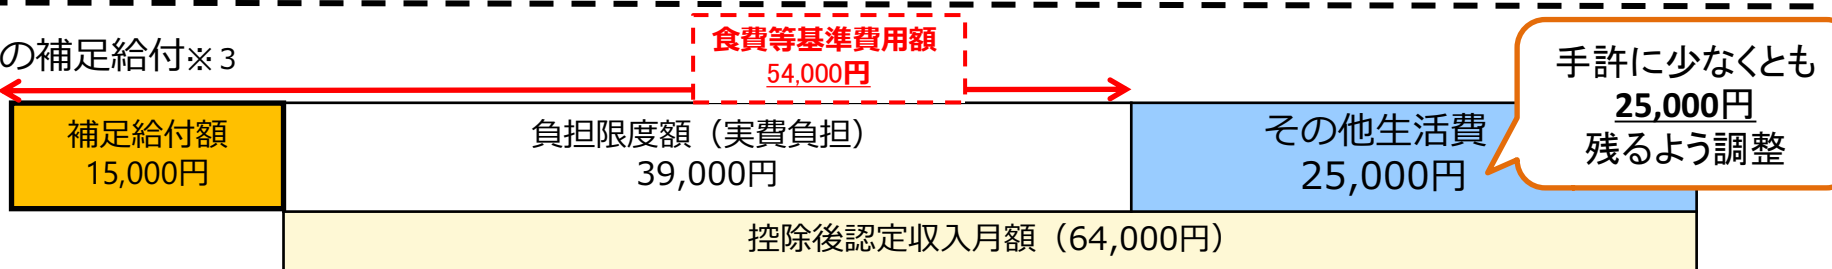 の補足給付※3
食費等基準費用額
54,000円
手許に少なくとも
25,000円
残るよう調整
補足給付額
15,000円
負担限度額（実費負担）
39,000円
その他生活費
25,000円
控除後認定収入月額（64,000円）